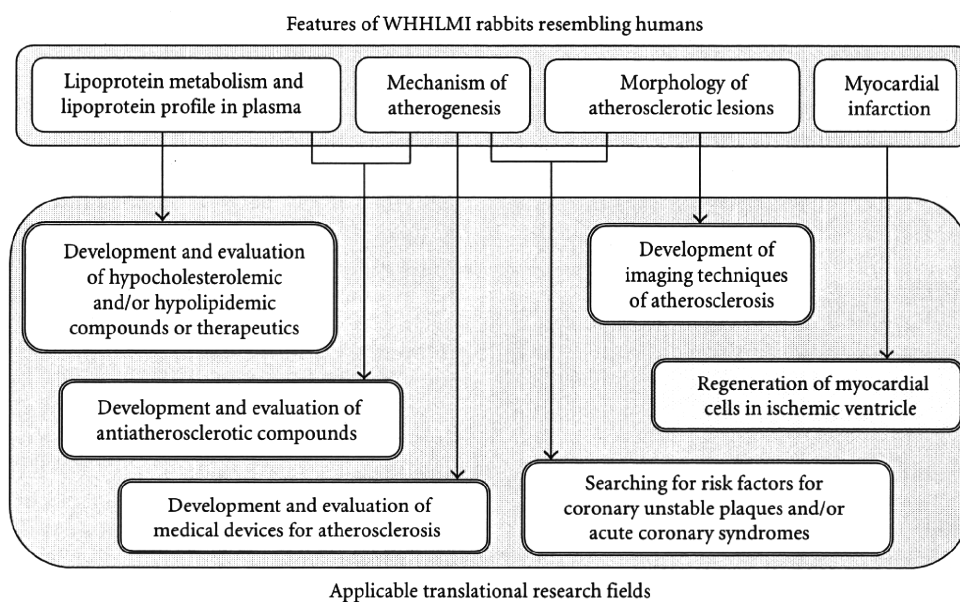 Features of WHHLMI rabbits resembling humans
Lipoprotein metabolism and
lipoprotein profile in plasma
Mechanism of
atherogenesis
Morphology of
atherosclerotic lesions
Myocardial
infarction
Development and evaluation
of hypocholesterolemic
and/or hypolipidemic
compounds or therapeutics
Development of
imaging techniques
of atherosclerosis
Regeneration of myocardial
cells in ischemic ventricle
Development and evaluation of
antiatherosclerotic compounds
Searching for risk factors for
coronary unstable plaques and/or
acute coronary syndromes
Development and evaluation of
medical devices for atherosclerosis
Applicable translational research fields